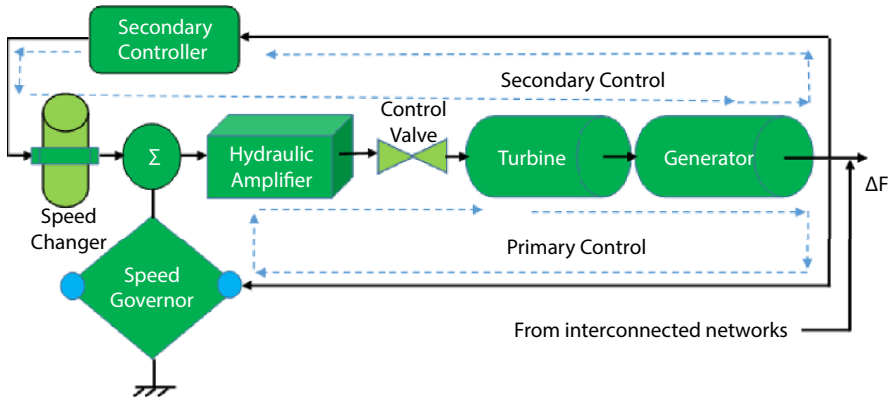 Secondary
Controller
Secondary Control
Control
Valve
Σ
Hydraulic
Amplifier
Turbine
Generator
ΔF
Speed
Changer
Primary Control
Speed
Governor
From interconnected networks